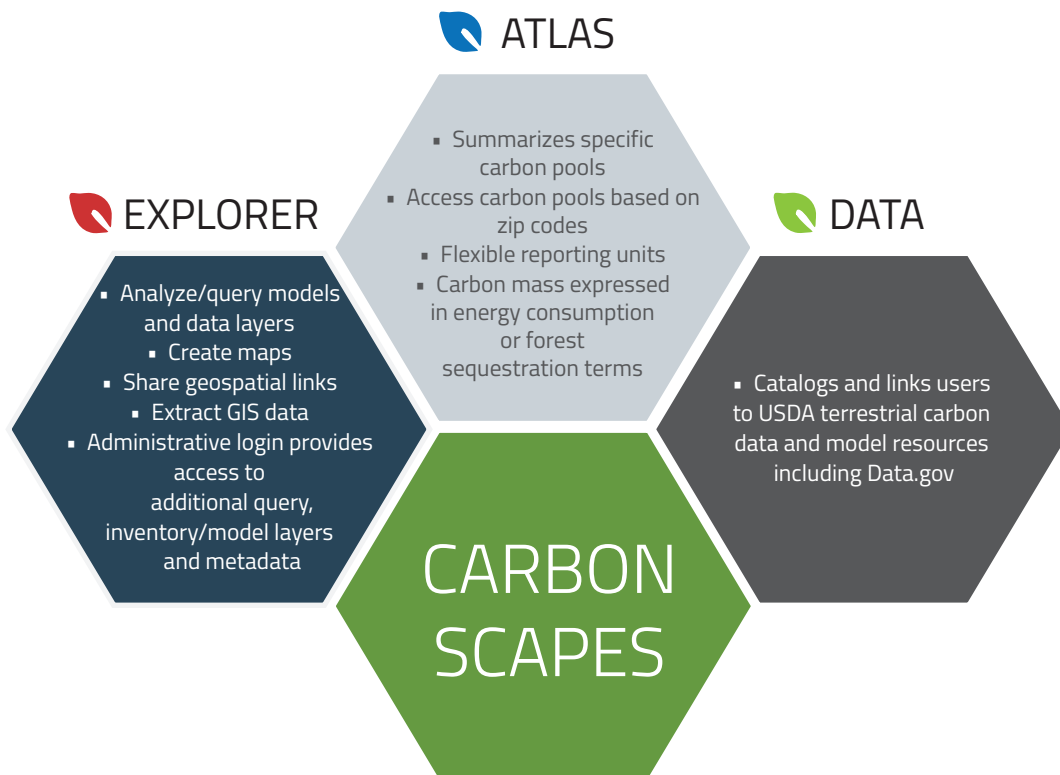 ATLAS
▪ Summarizes specific
carbon pools
▪ Access carbon pools based on
zip codes
▪ Flexible reporting units
▪ Carbon mass expressed
in energy consumption
or forest
sequestration terms
EXPLORER
▪ Analyze/query models
and data layers
▪ Create maps
▪ Share geospatial links
▪ Extract GIS data
▪ Administrative login provides
access to
additional query,
inventory/model layers
and metadata
DATA
▪ Catalogs and links users
to USDA terrestrial carbon
data and model resources
including Data.gov
CARBON
SCAPES